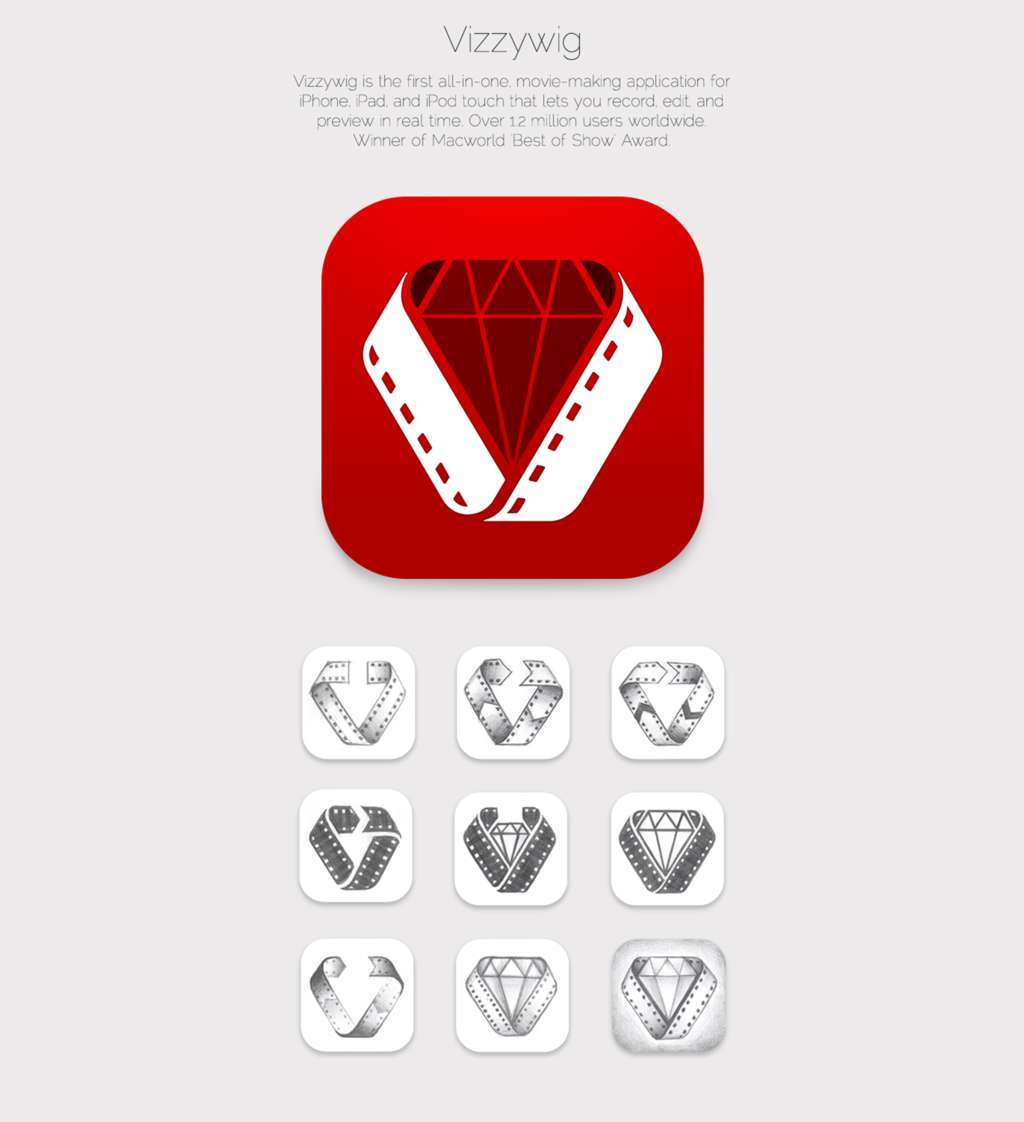 Vizzywig
Vizzywig is the first all-in-one, movie-making application for
iPhone, iPad, and iPod touch that lets you record, edit, and
preview in real time. Over 1.2 million users worldwide.
Winner of Macworld 'Best of Show' Award.